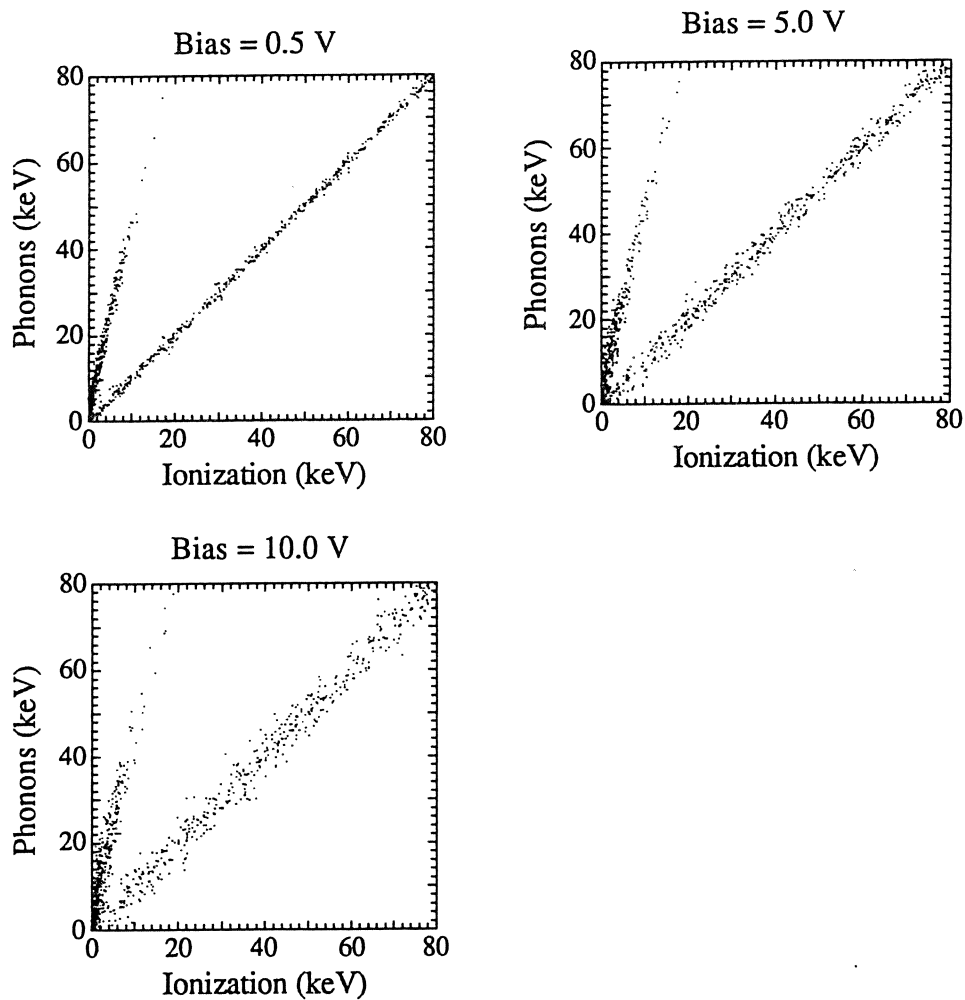 Bias = 0.5 V
80
60
40
20
0
Phonons (keV)
0 20 40 60 80
Ionization (keV)
Bias = 5.0 V
80
60
40
20
0
Phonons (keV)
0 20 40 60 80
Ionization (keV)
Bias = 10.0 V
80
60
40
20
0
Phonons (keV)
0 20 40 60 80
Ionization (keV)